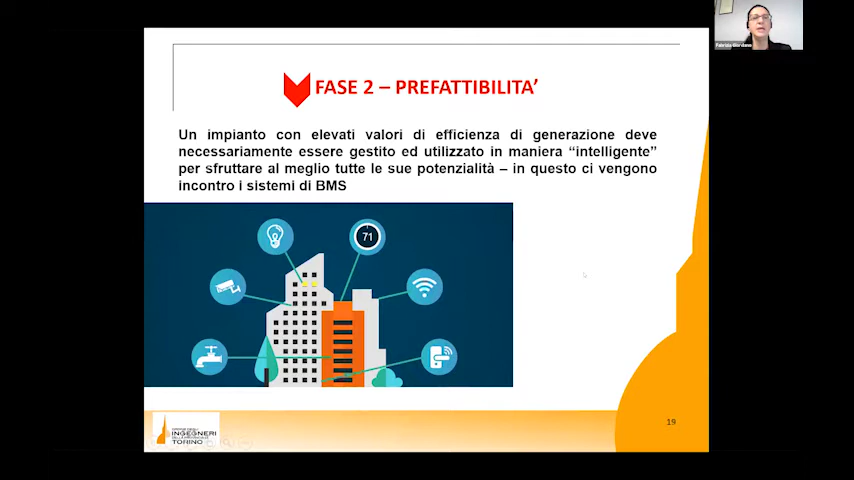 Fabrizio Giordano
FASE 2 – PREFATTIBILITA’
Un impianto con elevati valori di efficienza di generazione deve
necessariamente essere gestito ed utilizzato in maniera “intelligente”
per sfruttare al meglio tutte le sue potenzialità – in questo ci vengono
incontro i sistemi di BMS
71
INGEGNERI
TORINO
19